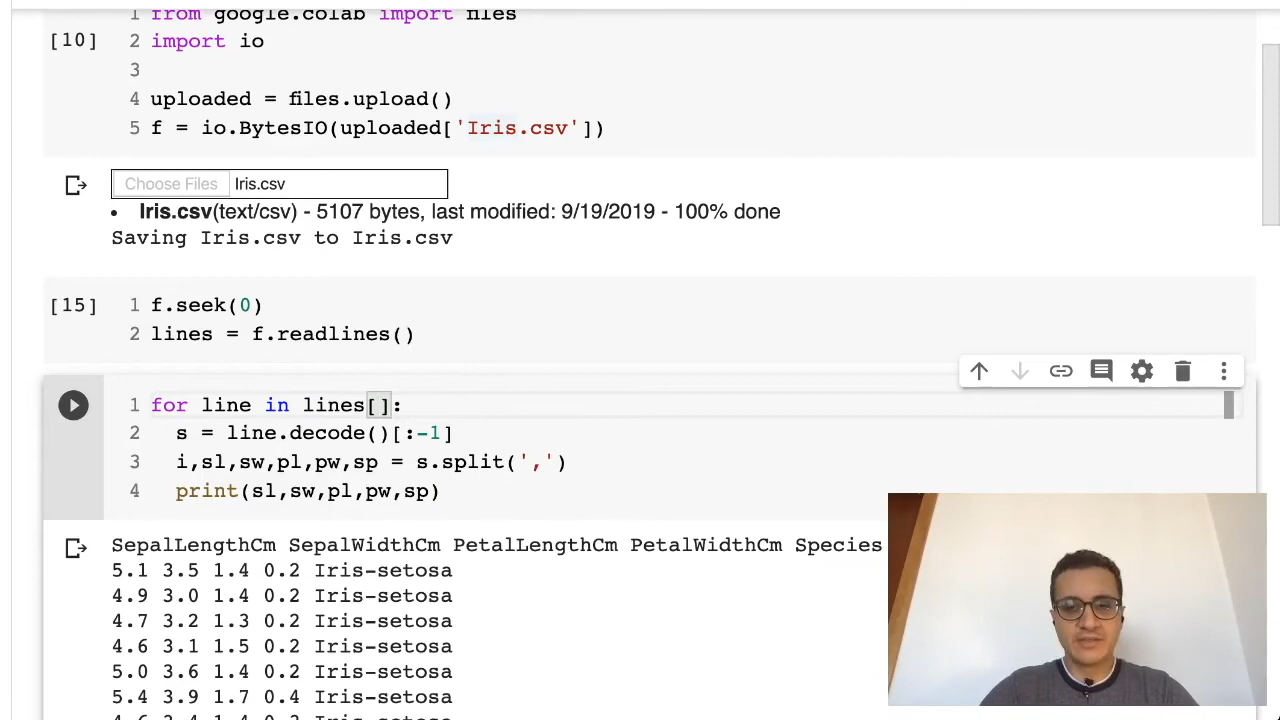 1 from google.colab import files
[10] 2 import io
3
4 uploaded = files.upload()
5 f = io.BytesIO(uploaded['Iris.csv'])
Choose Files Iris.csv
• Iris.csv(text/csv) - 5107 bytes, last modified: 9/19/2019 - 100% done
Saving Iris.csv to Iris.csv
[15] 1 f.seek(0)
2 lines = f.readlines()
1 for line in lines[]:
2 s = line.decode()[:-1]
3 i,sl,sw,pl,pw,sp = s.split(',')
4 print(sl,sw,pl,pw,sp)
SepalLengthCm SepalWidthCm PetalLengthCm PetalWidthCm Species
5.1 3.5 1.4 0.2 Iris-setosa
4.9 3.0 1.4 0.2 Iris-setosa
4.7 3.2 1.3 0.2 Iris-setosa
4.6 3.1 1.5 0.2 Iris-setosa
5.0 3.6 1.4 0.2 Iris-setosa
5.4 3.9 1.7 0.4 Iris-setosa